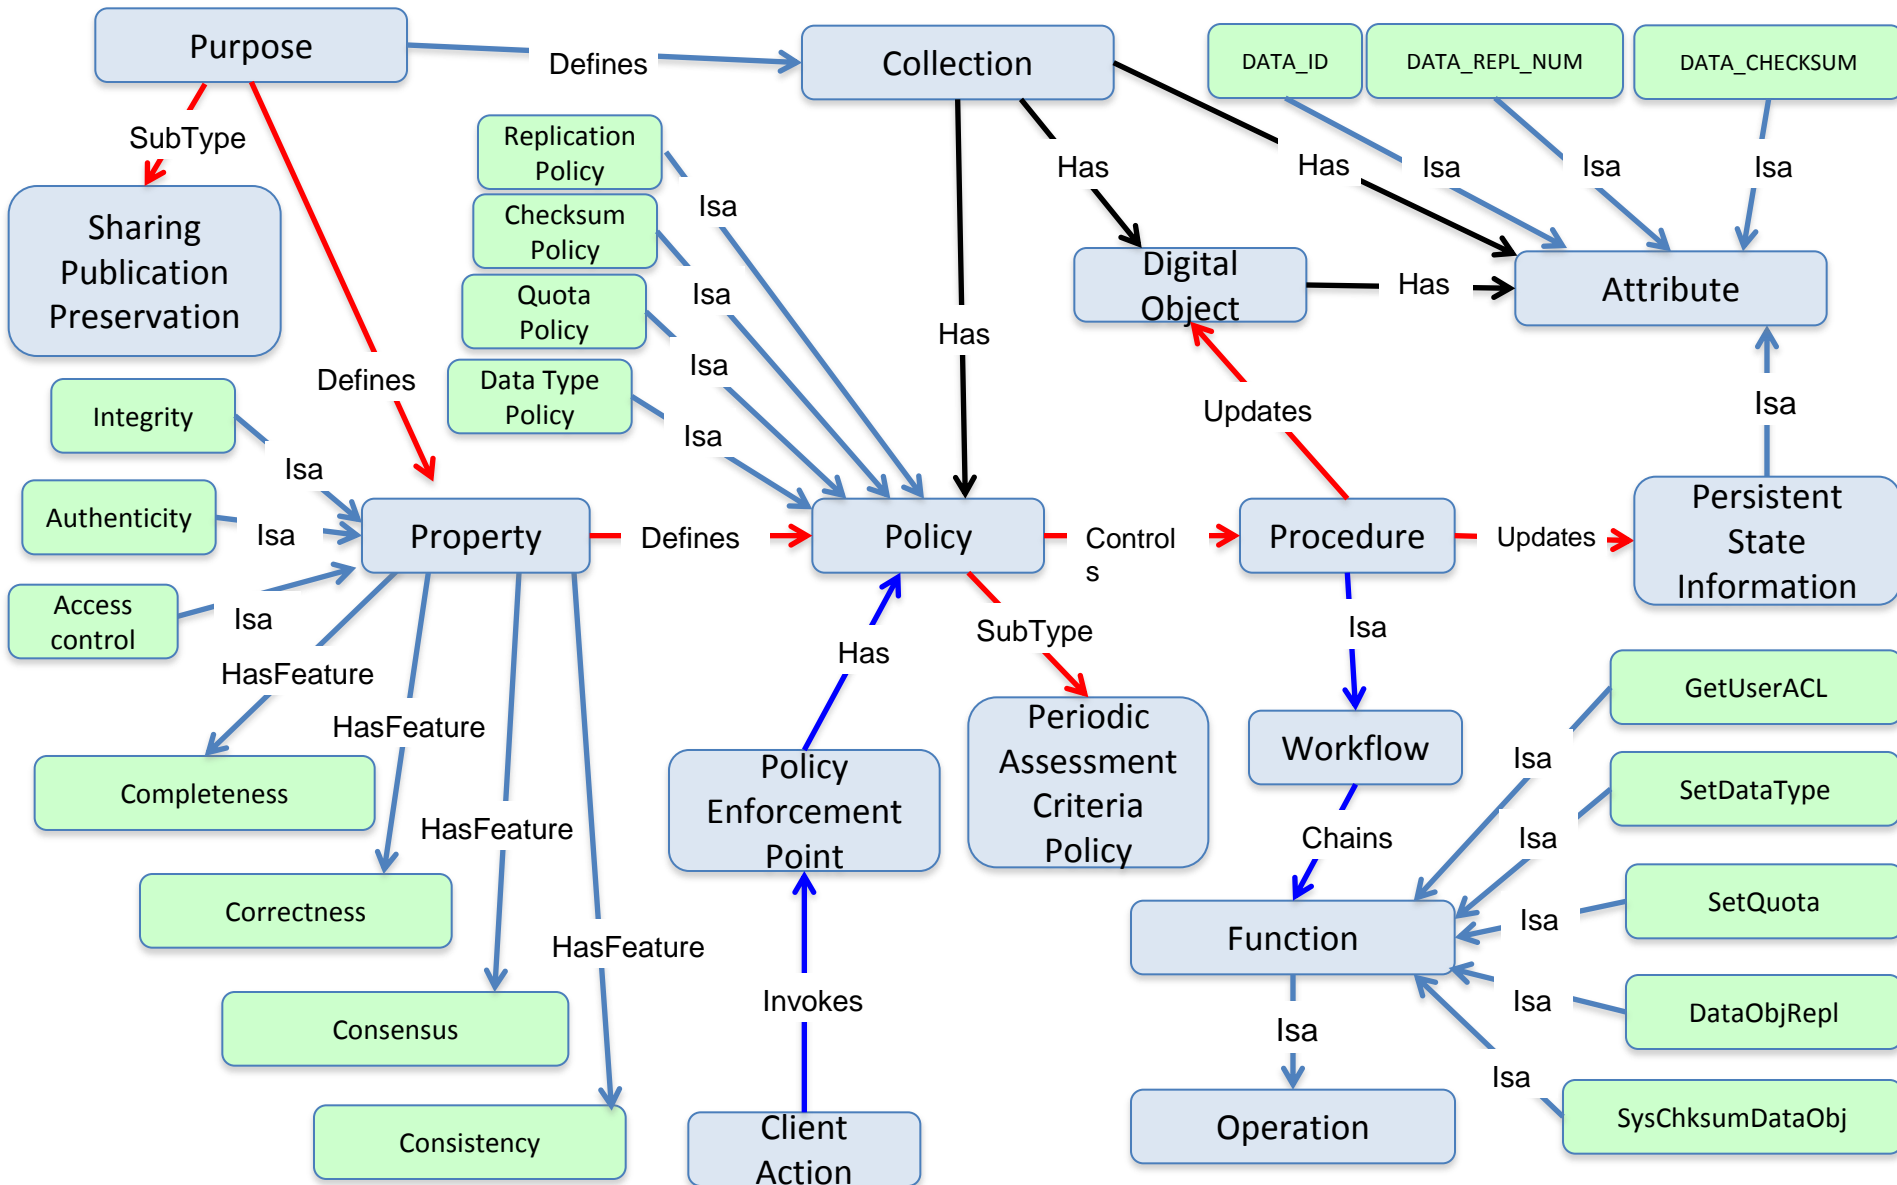 Purpose
Defines
Collection
DATA_ID
DATA_REPL_NUM
DATA_CHECKSUM
SubType
Replication
Policy
Isa
Has
Has
Isa
Isa
Isa
Sharing
Publication
Preservation
Checksum
Policy
Isa
Digital
Object
Has
Attribute
Quota
Policy
Isa
Has
Defines
Data Type
Policy
Isa
Updates
Isa
Integrity
Isa
Authenticity
Isa
Property
Defines
Policy
Control
s
Procedure
Updates
Persistent
State
Information
Access
control
Isa
HasFeature
Has
SubType
Isa
GetUserACL
Isa
HasFeature
Completeness
Policy
Enforcement
Point
Periodic
Assessment
Criteria
Policy
Workflow
SetDataType
Isa
HasFeature
Chains
Correctness
HasFeature
Function
SetQuota
Isa
Invokes
Consensus
Isa
DataObjRepl
Isa
Isa
Consistency
Client
Action
Operation
SysChksumDataObj